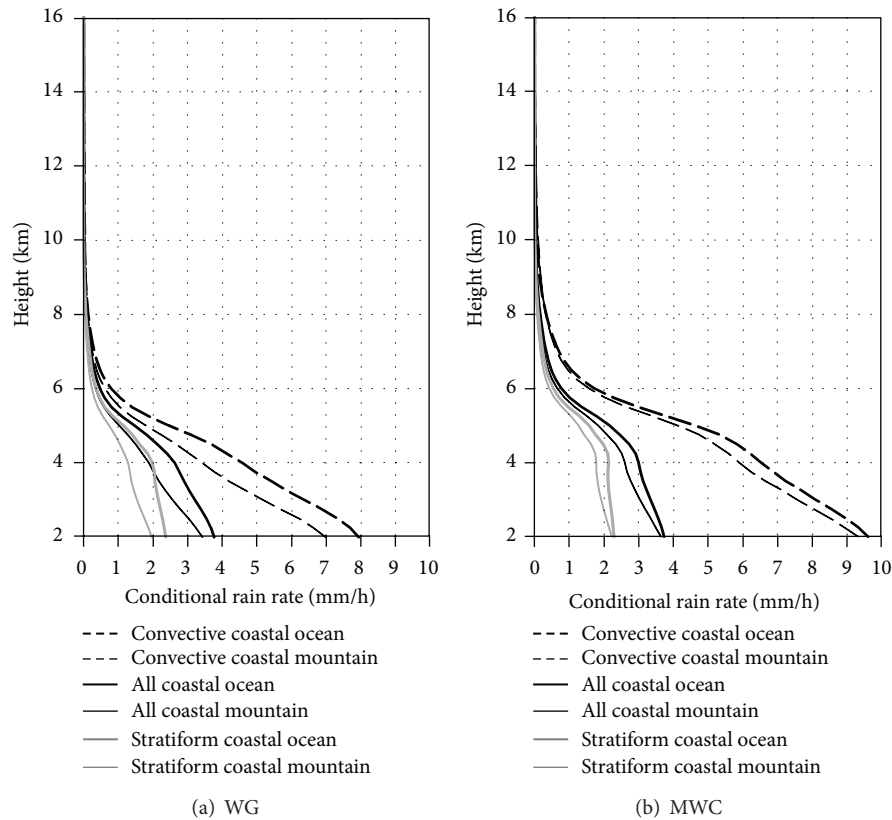 16
14
12
10
8
6
4
2
Height (km)
0 1 2 3 4 5 6 7 8 9 10
Conditional rain rate (mm/h)
Convective coastal ocean
Convective coastal mountain
All coastal ocean
All coastal mountain
Stratiform coastal ocean
Stratiform coastal mountain
(a) WG
16
14
12
10
8
6
4
2
Height (km)
0 1 2 3 4 5 6 7 8 9 10
Conditional rain rate (mm/h)
Convective coastal ocean
Convective coastal mountain
All coastal ocean
All coastal mountain
Stratiform coastal ocean
Stratiform coastal mountain
(b) MWC